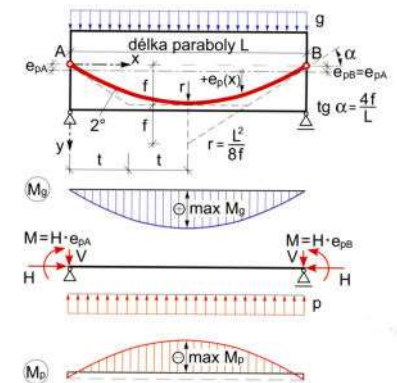 g
délka paraboly L
A
B
α
x
e_pA
f
r
+e_p(x)
e_pB=e_pA
2°
f
tg α = 4f/L
y
r = L²/8f
t t
M_g
⊖ max M_g
M=H·e_pA
V
H
M=H·e_pB
V
H
p
M_p
⊖ max M_p